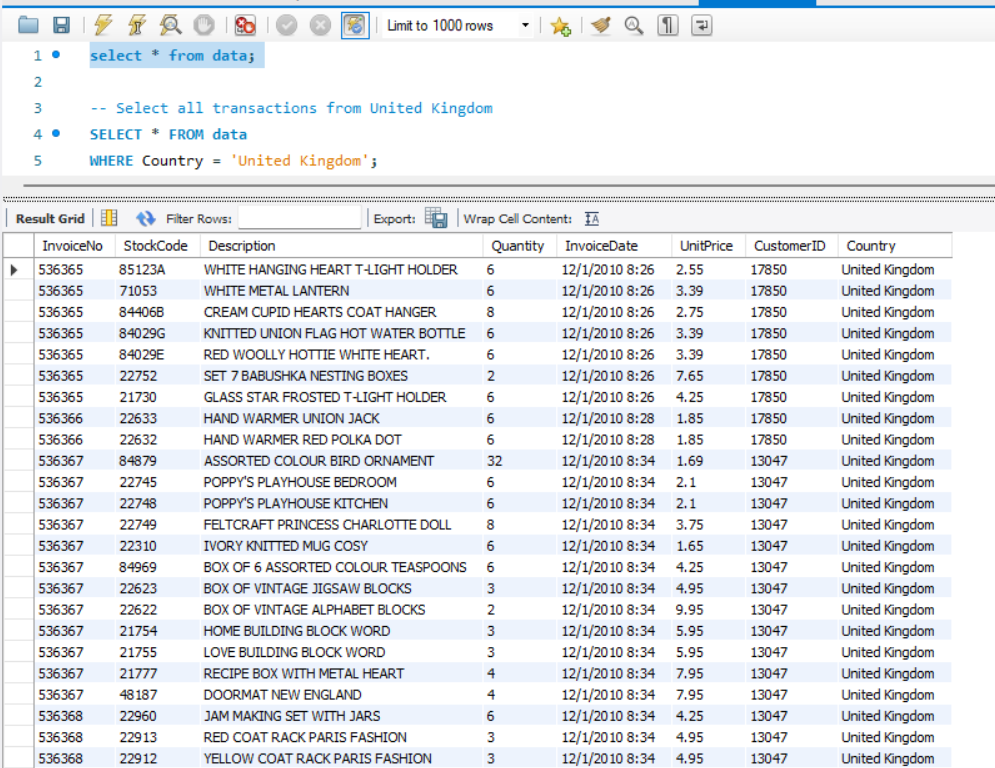 Limit to 1000 rows
1 select * from data;
2
3 -- Select all transactions from United Kingdom
4 SELECT * FROM data
5 WHERE Country = 'United Kingdom';
Result Grid Filter Rows: Export: Wrap Cell Content:
InvoiceNo StockCode Description Quantity InvoiceDate UnitPrice CustomerID Country
536365 85123A WHITE HANGING HEART T-LIGHT HOLDER 6 12/1/2010 8:26 2.55 17850 United Kingdom
536365 71053 WHITE METAL LANTERN 6 12/1/2010 8:26 3.39 17850 United Kingdom
536365 84406B CREAM CUPID HEARTS COAT HANGER 8 12/1/2010 8:26 2.75 17850 United Kingdom
536365 84029G KNITTED UNION FLAG HOT WATER BOTTLE 6 12/1/2010 8:26 3.39 17850 United Kingdom
536365 84029E RED WOOLLY HOTTIE WHITE HEART. 6 12/1/2010 8:26 3.39 17850 United Kingdom
536365 22752 SET 7 BABUSHKA NESTING BOXES 2 12/1/2010 8:26 7.65 17850 United Kingdom
536365 21730 GLASS STAR FROSTED T-LIGHT HOLDER 6 12/1/2010 8:26 4.25 17850 United Kingdom
536366 22633 HAND WARMER UNION JACK 6 12/1/2010 8:28 1.85 17850 United Kingdom
536366 22632 HAND WARMER RED POLKA DOT 6 12/1/2010 8:28 1.85 17850 United Kingdom
536367 84879 ASSORTED COLOUR BIRD ORNAMENT 32 12/1/2010 8:34 1.69 13047 United Kingdom
536367 22745 POPPY'S PLAYHOUSE BEDROOM 6 12/1/2010 8:34 2.1 13047 United Kingdom
536367 22748 POPPY'S PLAYHOUSE KITCHEN 6 12/1/2010 8:34 2.1 13047 United Kingdom
536367 22749 FELTCRAFT PRINCESS CHARLOTTE DOLL 8 12/1/2010 8:34 3.75 13047 United Kingdom
536367 22310 IVORY KNITTED MUG COSY 6 12/1/2010 8:34 1.65 13047 United Kingdom
536367 84969 BOX OF 6 ASSORTED COLOUR TEASPOONS 6 12/1/2010 8:34 4.25 13047 United Kingdom
536367 22623 BOX OF VINTAGE JIGSAW BLOCKS 3 12/1/2010 8:34 4.95 13047 United Kingdom
536367 22622 BOX OF VINTAGE ALPHABET BLOCKS 2 12/1/2010 8:34 9.95 13047 United Kingdom
536367 21754 HOME BUILDING BLOCK WORD 3 12/1/2010 8:34 5.95 13047 United Kingdom
536367 21755 LOVE BUILDING BLOCK WORD 3 12/1/2010 8:34 5.95 13047 United Kingdom
536367 21777 RECIPE BOX WITH METAL HEART 4 12/1/2010 8:34 7.95 13047 United Kingdom
536367 48187 DOORMAT NEW ENGLAND 4 12/1/2010 8:34 7.95 13047 United Kingdom
536368 22960 JAM MAKING SET WITH JARS 6 12/1/2010 8:34 4.25 13047 United Kingdom
536368 22913 RED COAT RACK PARIS FASHION 3 12/1/2010 8:34 4.95 13047 United Kingdom
536368 22912 YELLOW COAT RACK PARIS FASHION 3 12/1/2010 8:34 4.95 13047 United Kingdom